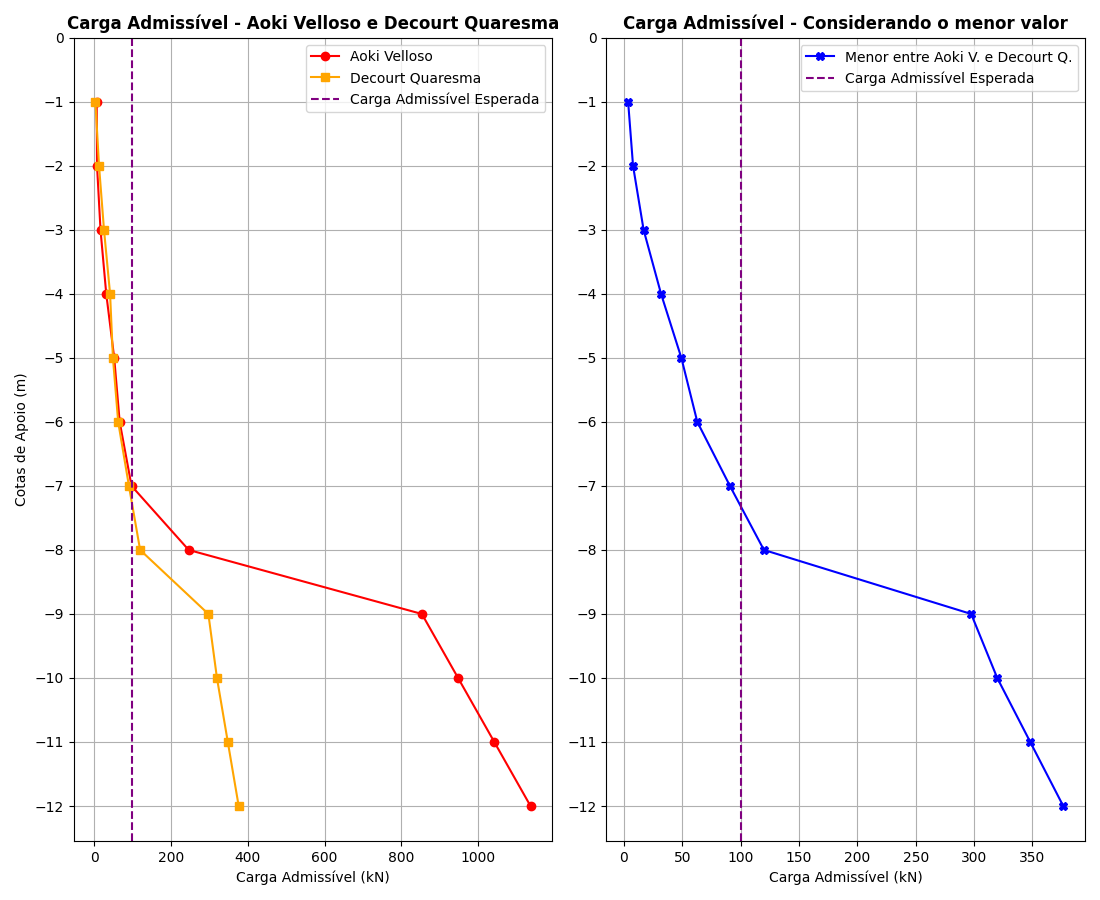 Carga Admissível - Aoki Velloso e Decourt Quaresma
Aoki Velloso
Decourt Quaresma
Carga Admissível Esperada
0
−1
−2
−3
−4
−5
−6
−7
−8
−9
−10
−11
−12
Cotas de Apoio (m)
0 200 400 600 800 1000
Carga Admissível (kN)
Carga Admissível - Considerando o menor valor
Menor entre Aoki V. e Decourt Q.
Carga Admissível Esperada
0
−1
−2
−3
−4
−5
−6
−7
−8
−9
−10
−11
−12
0 50 100 150 200 250 300 350
Carga Admissível (kN)